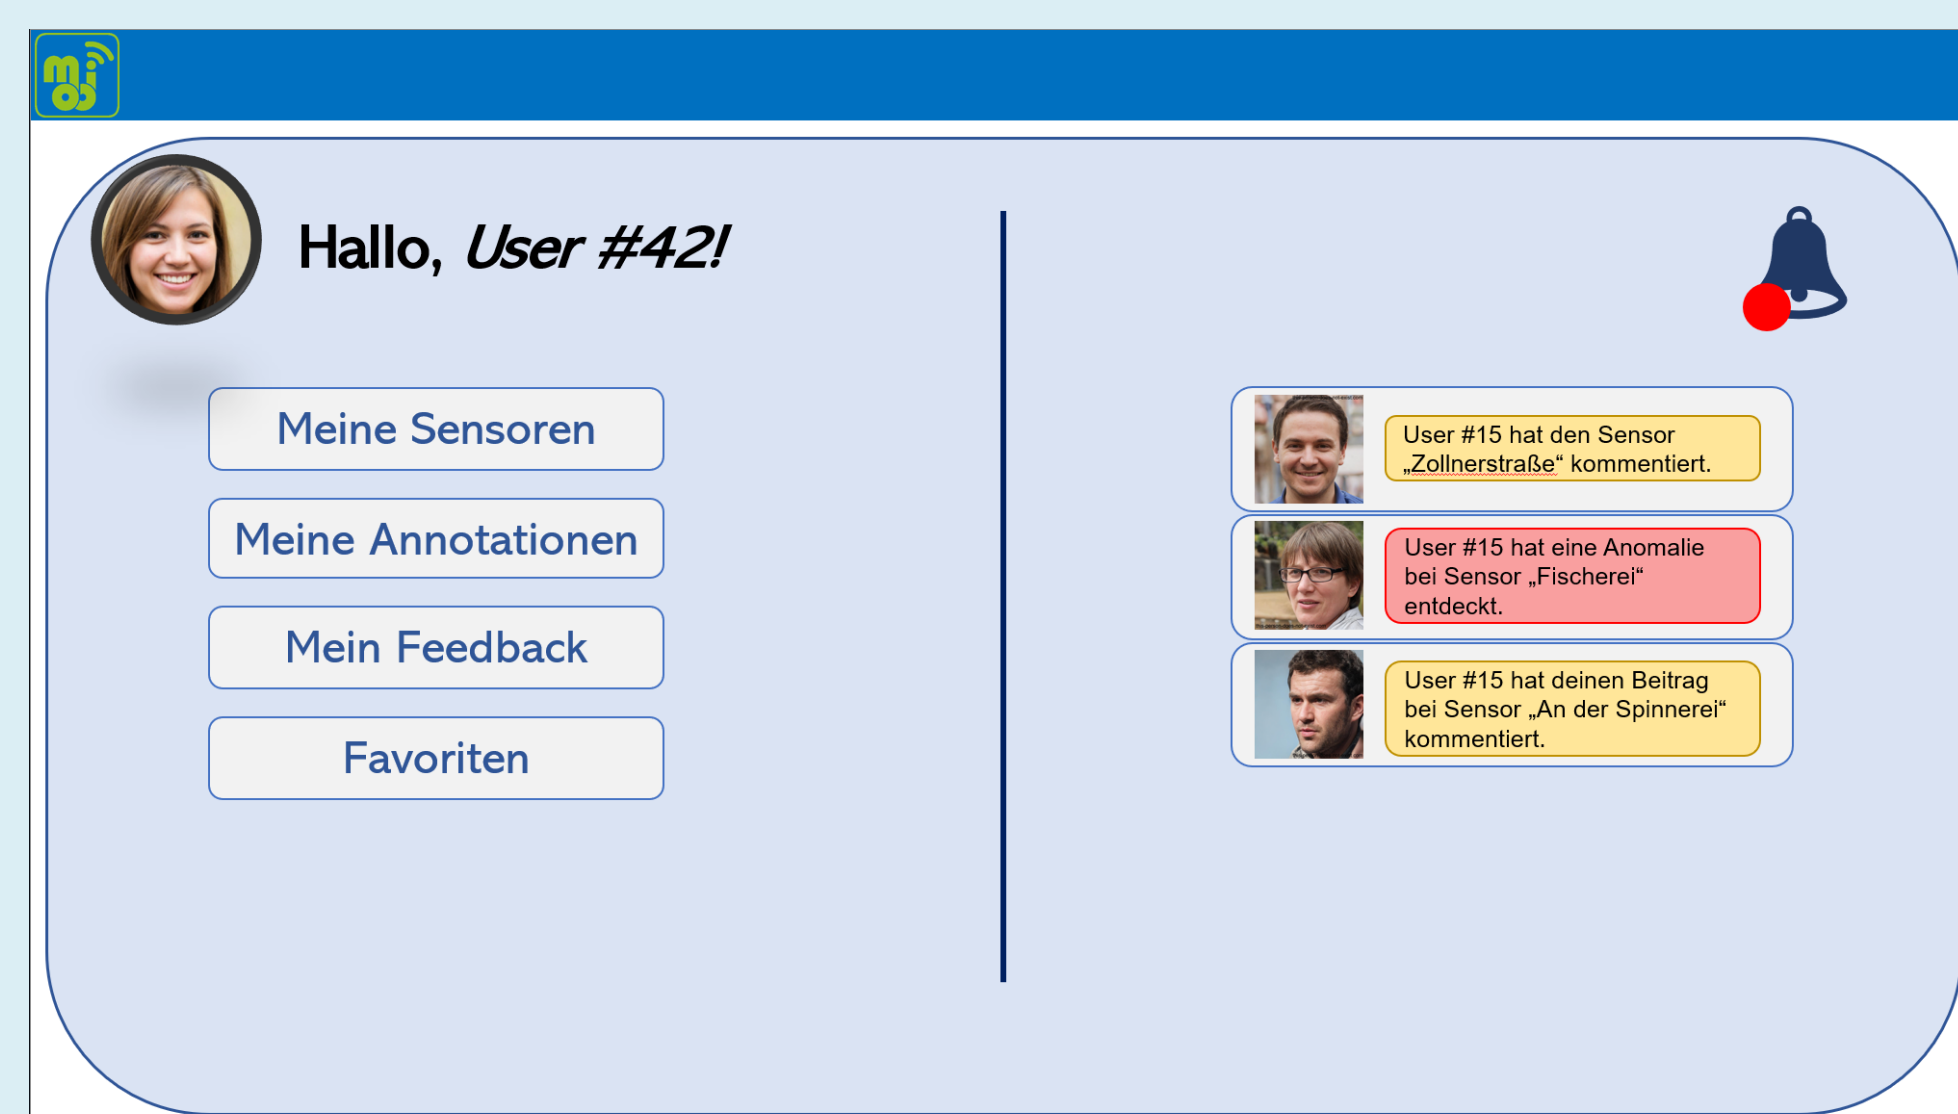 mobi
Hallo, User #42!
Meine Sensoren
Meine Annotationen
Mein Feedback
Favoriten
User #15 hat den Sensor
„Zollnerstraße“ kommentiert.
User #15 hat eine Anomalie
bei Sensor „Fischerei“
entdeckt.
User #15 hat deinen Beitrag
bei Sensor „An der Spinnerei“
kommentiert.